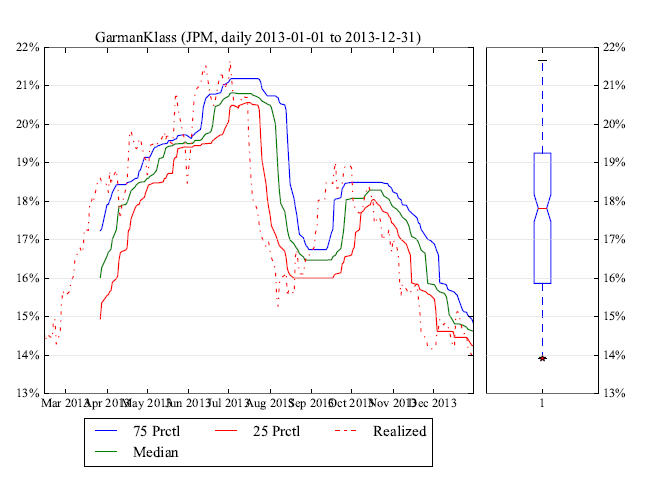 GarmanKlass (JPM, daily 2013-01-01 to 2013-12-31)
22% 22%
21% 21%
20% 20%
19% 19%
18% 18%
17% 17%
16% 16%
15% 15%
14% 14%
13% 13%
Mar 2013 Apr 2013 May 2013 Jun 2013 Jul 2013 Aug 2013 Sep 2013 Oct 2013 Nov 2013 Dec 2013 1
75 Prctl 25 Prctl Realized
Median